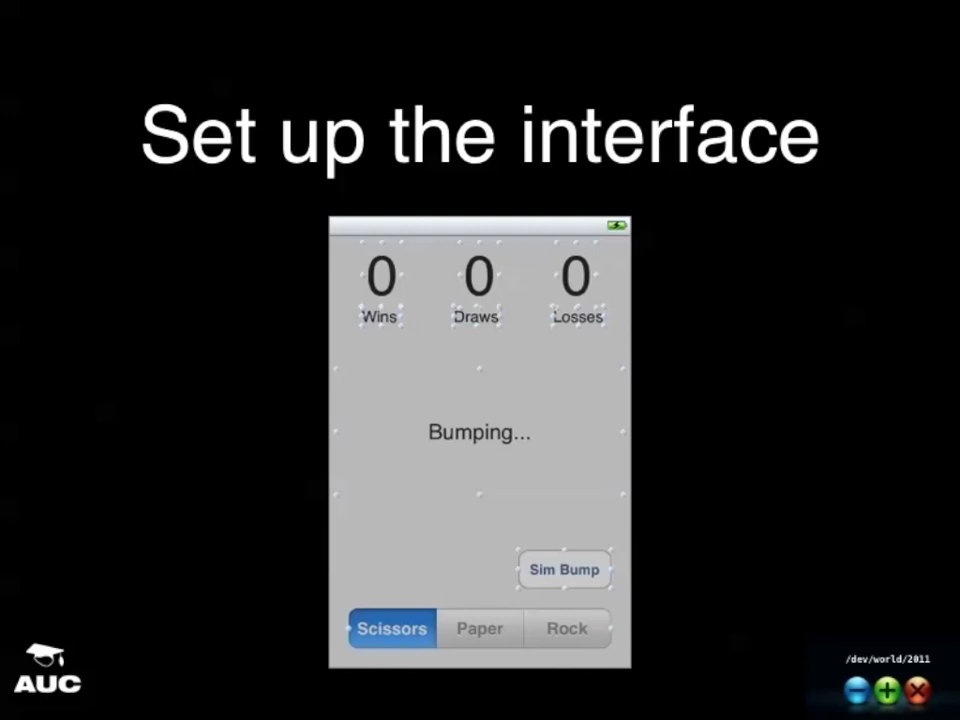 Set up the interface
0 0 0
Wins Draws Losses
Bumping...
Sim Bump
Scissors Paper Rock
AUC
/dev/world/2011